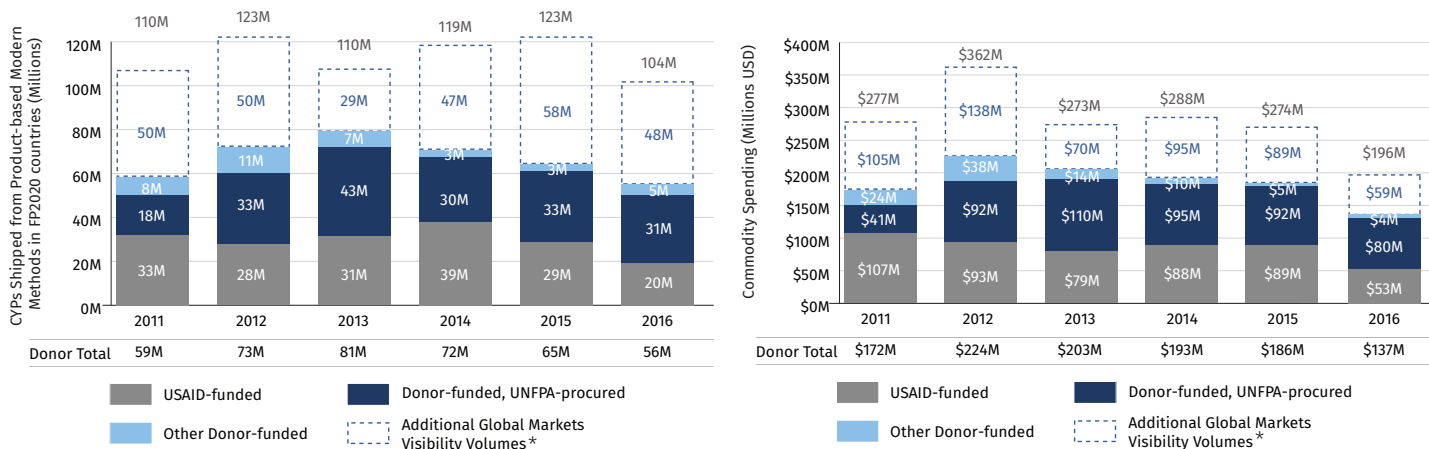 CYPs Shipped from Product-based Modern
Methods in FP2020 countries (Millions)
120M
100M
80M
60M
40M
20M
0M
110M
50M
8M
18M
33M
123M
50M
11M
33M
28M
110M
29M
7M
43M
31M
119M
47M
3M
30M
39M
123M
58M
3M
33M
29M
104M
48M
5M
31M
20M
2011 2012 2013 2014 2015 2016
Donor Total 59M 73M 81M 72M 65M 56M
USAID-funded
Donor-funded, UNFPA-procured
Other Donor-funded
Additional Global Markets
Visibility Volumes*
Commodity Spending (Millions USD)
$400M
$350M
$300M
$250M
$200M
$150M
$100M
$50M
$0M
$277M
$105M
$24M
$41M
$107M
$362M
$138M
$38M
$92M
$93M
$273M
$70M
$14M
$110M
$79M
$288M
$95M
$10M
$95M
$88M
$274M
$89M
$5M
$92M
$89M
$196M
$59M
$4M
$80M
$53M
2011 2012 2013 2014 2015 2016
Donor Total $172M $224M $203M $193M $186M $137M
USAID-funded
Donor-funded, UNFPA-procured
Other Donor-funded
Additional Global Markets
Visibility Volumes*